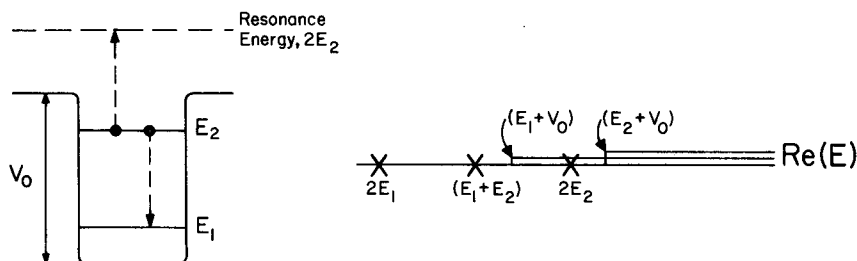 Resonance
Energy, 2E₂
E₂
V₀
E₁
(E₁+V₀)
(E₂+V₀)
Re(E)
2E₁
(E₁+E₂)
2E₂